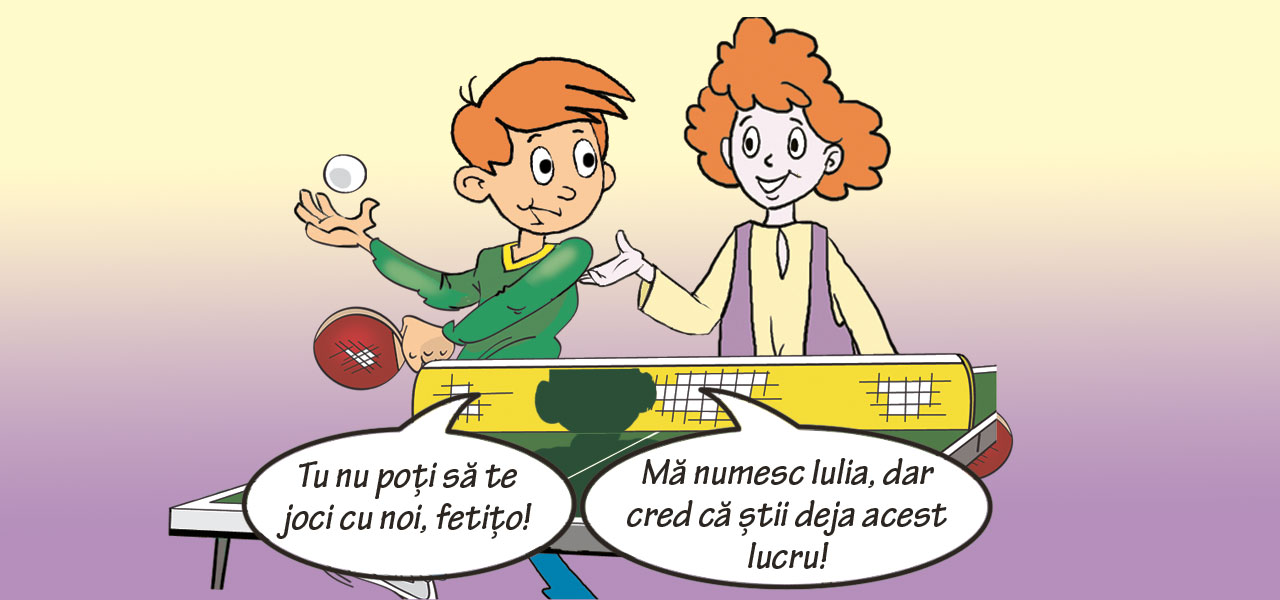 Tu nu poți să te
joci cu noi, fetițo!
Mă numesc Iulia, dar
cred că știi deja acest
lucru!